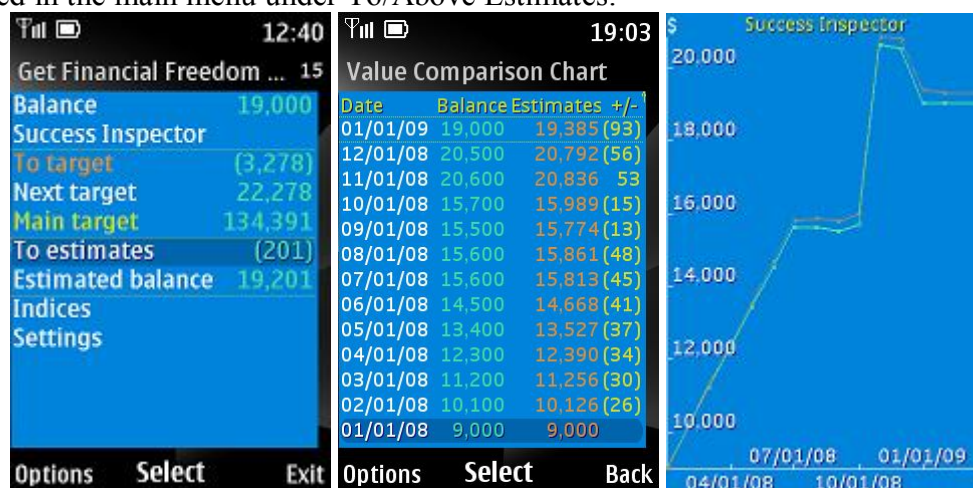 ed in the main menu under To/Above Estimates.
12:40
Get Financial Freedom ... 15
Balance 19,000
Success Inspector
To target (3,278)
Next target 22,278
Main target 134,391
To estimates (201)
Estimated balance 19,201
Indices
Settings
Options Select Exit
19:03
Value Comparison Chart
Date Balance Estimates +/-
01/01/09 19,000 19,385 (93)
12/01/08 20,500 20,792 (56)
11/01/08 20,600 20,836 53
10/01/08 15,700 15,989 (15)
09/01/08 15,500 15,774 (13)
08/01/08 15,600 15,861 (48)
07/01/08 15,600 15,813 (45)
06/01/08 14,500 14,668 (41)
05/01/08 13,400 13,527 (37)
04/01/08 12,300 12,390 (34)
03/01/08 11,200 11,256 (30)
02/01/08 10,100 10,126 (26)
01/01/08 9,000 9,000
Options Select Back
$ Success Inspector
20,000
18,000
16,000
14,000
12,000
10,000
07/01/08 01/01/09
04/01/08 10/01/08